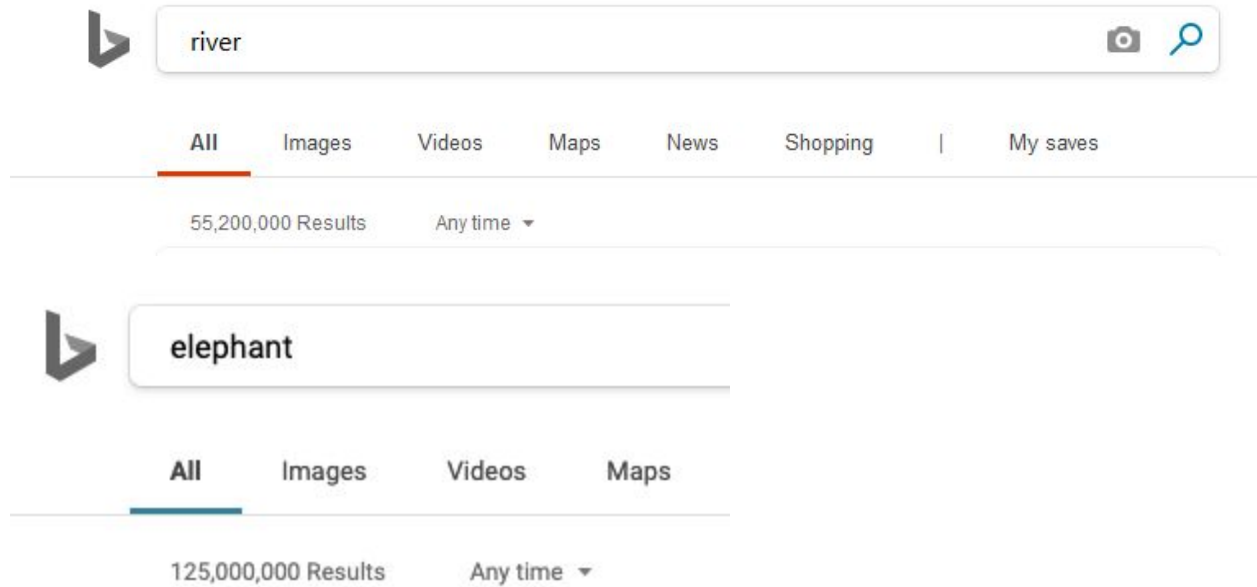 river
All Images Videos Maps News Shopping | My saves
55,200,000 Results Any time
elephant
All Images Videos Maps
125,000,000 Results Any time